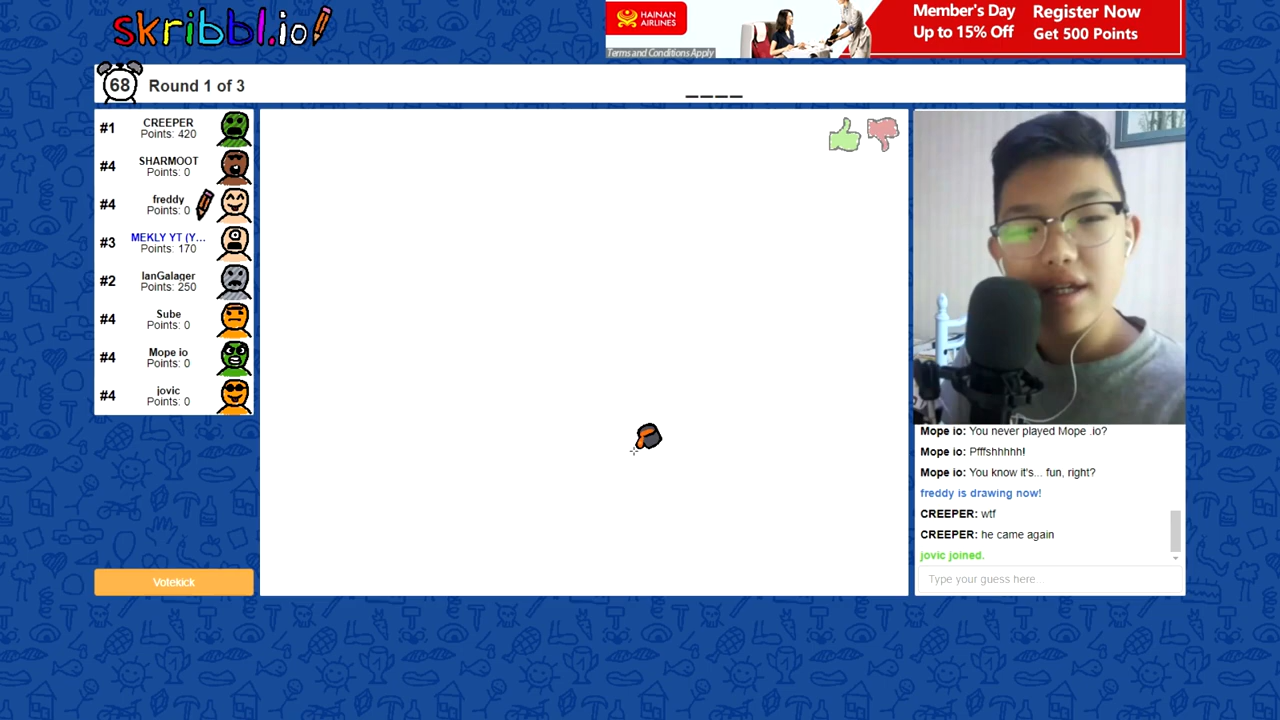 skribbl.io
HAINAN
AIRLINES
Terms and Conditions Apply
Member's Day
Up to 15% Off
Register Now
Get 500 Points
68
Round 1 of 3
____
#1
CREEPER
Points: 420
#4
SHARMOOT
Points: 0
#4
freddy
Points: 0
#3
MEKLY YT (Y...
Points: 170
#2
IanGalager
Points: 250
#4
Sube
Points: 0
#4
Mope io
Points: 0
#4
jovic
Points: 0
Votekick
Mope io: You never played Mope .io?
Mope io: Pfffshhhhh!
Mope io: You know it's... fun, right?
freddy is drawing now!
CREEPER: wtf
CREEPER: he came again
jovic joined.
Type your guess here...